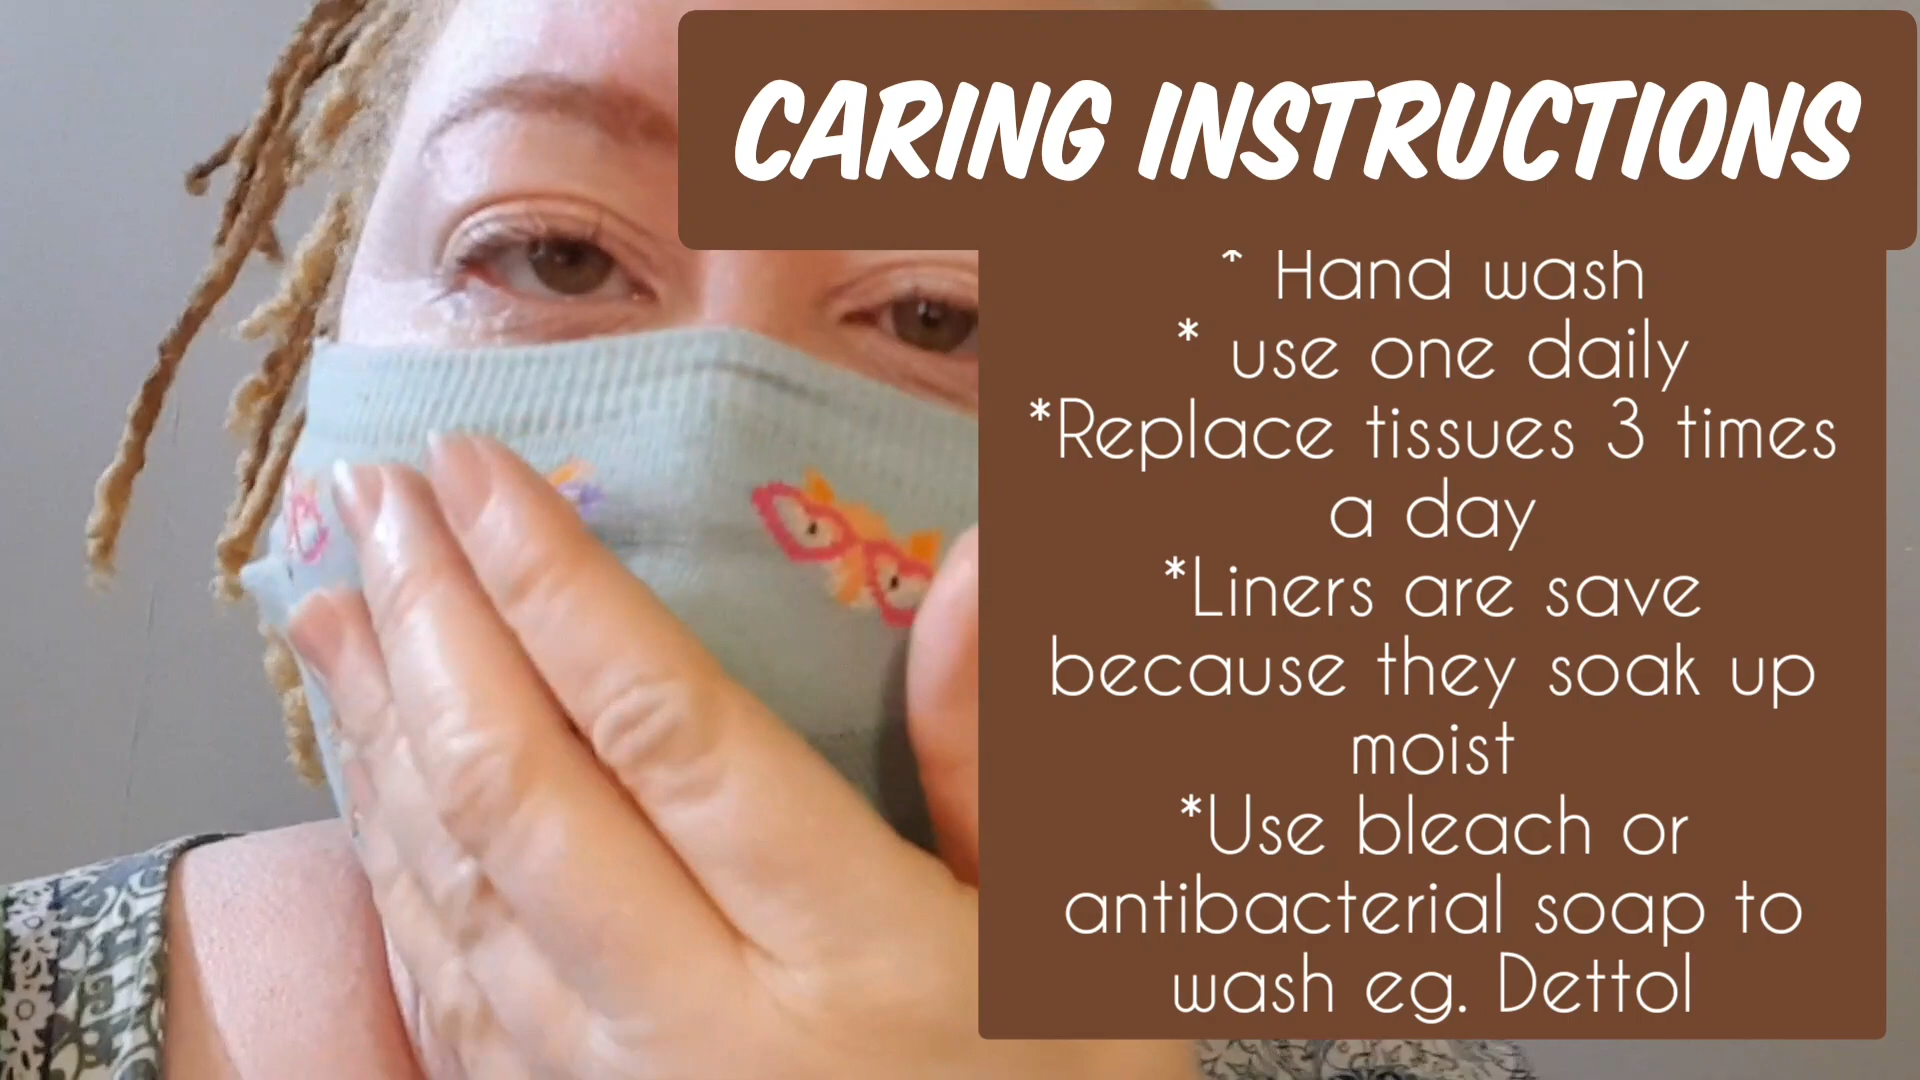 CARING INSTRUCTIONS
* Hand wash
* use one daily
*Replace tissues 3 times
a day
*Liners are save
because they soak up
moist
*Use bleach or
antibacterial soap to
wash eg. Dettol